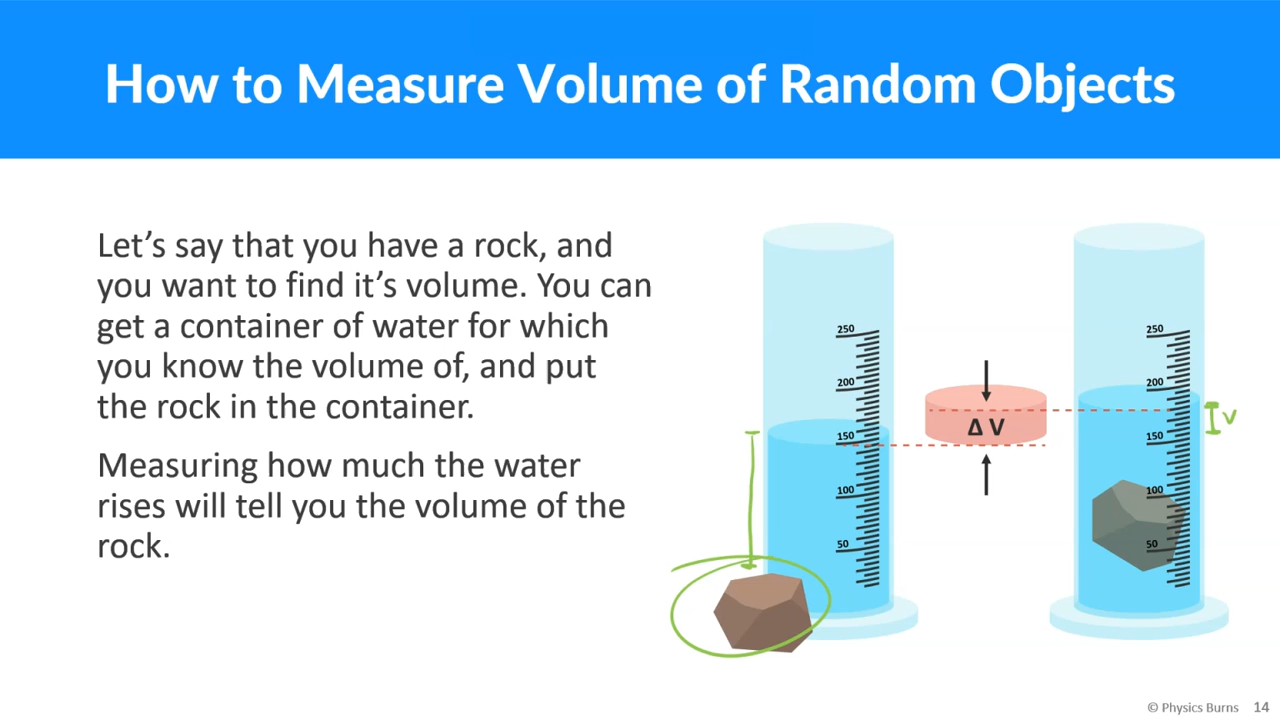 How to Measure Volume of Random Objects
Let's say that you have a rock, and
you want to find it's volume. You can
get a container of water for which
you know the volume of, and put
the rock in the container.
Measuring how much the water
rises will tell you the volume of the
rock.
250
200
150
100
50
Δ V
250
200
150
100
50
V
© Physics Burns 14